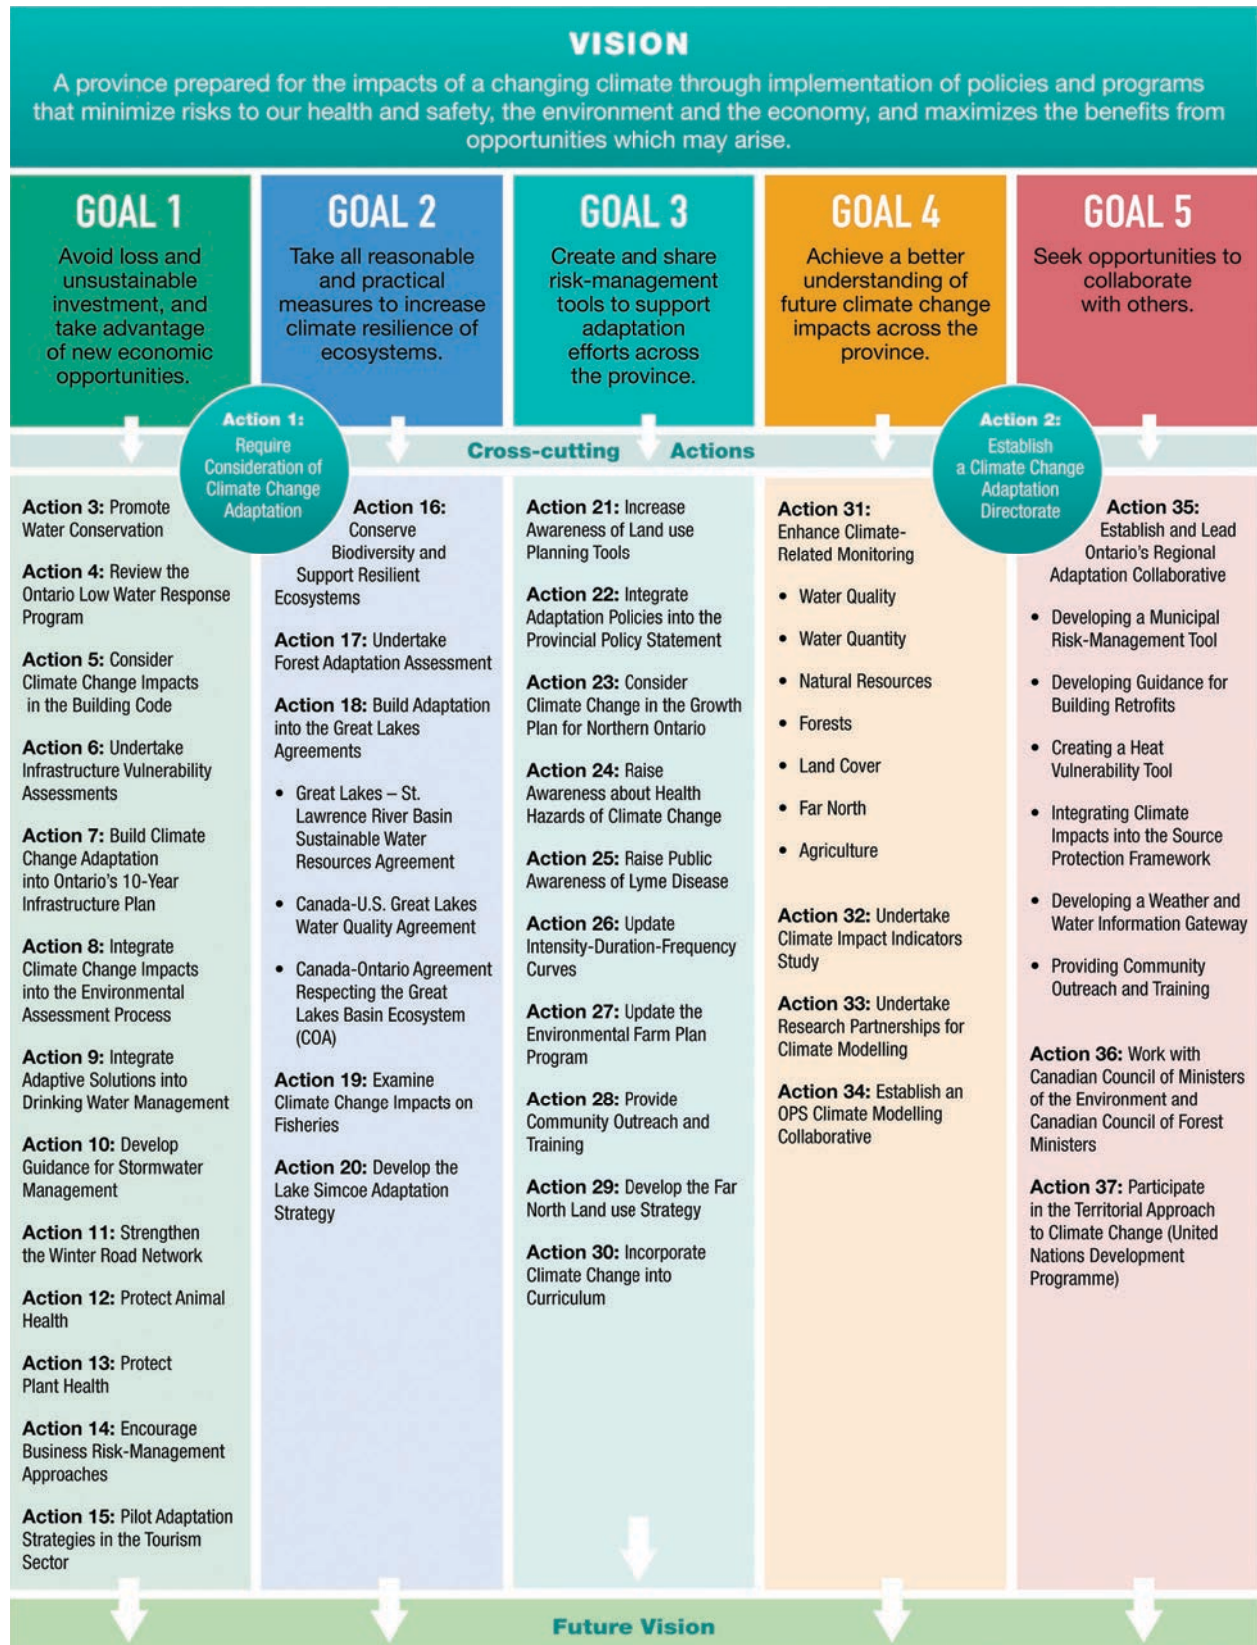 VISION
A province prepared for the impacts of a changing climate through implementation of policies and programs
that minimize risks to our health and safety, the environment and the economy, and maximizes the benefits from
opportunities which may arise.
GOAL 1
Avoid loss and
unsustainable
investment, and
take advantage
of new economic
opportunities.
GOAL 2
Take all reasonable
and practical
measures to increase
climate resilience of
ecosystems.
GOAL 3
Create and share
risk-management
tools to support
adaptation
efforts across
the province.
GOAL 4
Achieve a better
understanding of
future climate change
impacts across the
province.
GOAL 5
Seek opportunities to
collaborate
with others.
Cross-cutting Actions
Action 1:
Require
Consideration of
Climate Change
Adaptation
Action 2:
Establish
a Climate Change
Adaptation
Directorate
Action 3: Promote
Water Conservation
Action 4: Review the
Ontario Low Water Response
Program
Action 5: Consider
Climate Change Impacts
in the Building Code
Action 6: Undertake
Infrastructure Vulnerability
Assessments
Action 7: Build Climate
Change Adaptation
into Ontario's 10-Year
Infrastructure Plan
Action 8: Integrate
Climate Change Impacts
into the Environmental
Assessment Process
Action 9: Integrate
Adaptive Solutions into
Drinking Water Management
Action 10: Develop
Guidance for Stormwater
Management
Action 11: Strengthen
the Winter Road Network
Action 12: Protect Animal
Health
Action 13: Protect
Plant Health
Action 14: Encourage
Business Risk-Management
Approaches
Action 15: Pilot Adaptation
Strategies in the Tourism
Sector
Action 16:
Conserve
Biodiversity and
Support Resilient
Ecosystems
Action 17: Undertake
Forest Adaptation Assessment
Action 18: Build Adaptation
into the Great Lakes
Agreements
• Great Lakes – St.
Lawrence River Basin
Sustainable Water
Resources Agreement
• Canada-U.S. Great Lakes
Water Quality Agreement
• Canada-Ontario Agreement
Respecting the Great
Lakes Basin Ecosystem
(COA)
Action 19: Examine
Climate Change Impacts on
Fisheries
Action 20: Develop the
Lake Simcoe Adaptation
Strategy
Action 21: Increase
Awareness of Land use
Planning Tools
Action 22: Integrate
Adaptation Policies into the
Provincial Policy Statement
Action 23: Consider
Climate Change in the Growth
Plan for Northern Ontario
Action 24: Raise
Awareness about Health
Hazards of Climate Change
Action 25: Raise Public
Awareness of Lyme Disease
Action 26: Update
Intensity-Duration-Frequency
Curves
Action 27: Update the
Environmental Farm Plan
Program
Action 28: Provide
Community Outreach and
Training
Action 29: Develop the Far
North Land use Strategy
Action 30: Incorporate
Climate Change into
Curriculum
Action 31:
Enhance Climate-
Related Monitoring
• Water Quality
• Water Quantity
• Natural Resources
• Forests
• Land Cover
• Far North
• Agriculture
Action 32: Undertake
Climate Impact Indicators
Study
Action 33: Undertake
Research Partnerships for
Climate Modelling
Action 34: Establish an
OPS Climate Modelling
Collaborative
Action 35:
Establish and Lead
Ontario's Regional
Adaptation Collaborative
• Developing a Municipal
Risk-Management Tool
• Developing Guidance for
Building Retrofits
• Creating a Heat
Vulnerability Tool
• Integrating Climate
Impacts into the Source
Protection Framework
• Developing a Weather and
Water Information Gateway
• Providing Community
Outreach and Training
Action 36: Work with
Canadian Council of Ministers
of the Environment and
Canadian Council of Forest
Ministers
Action 37: Participate
in the Territorial Approach
to Climate Change (United
Nations Development
Programme)
Future Vision